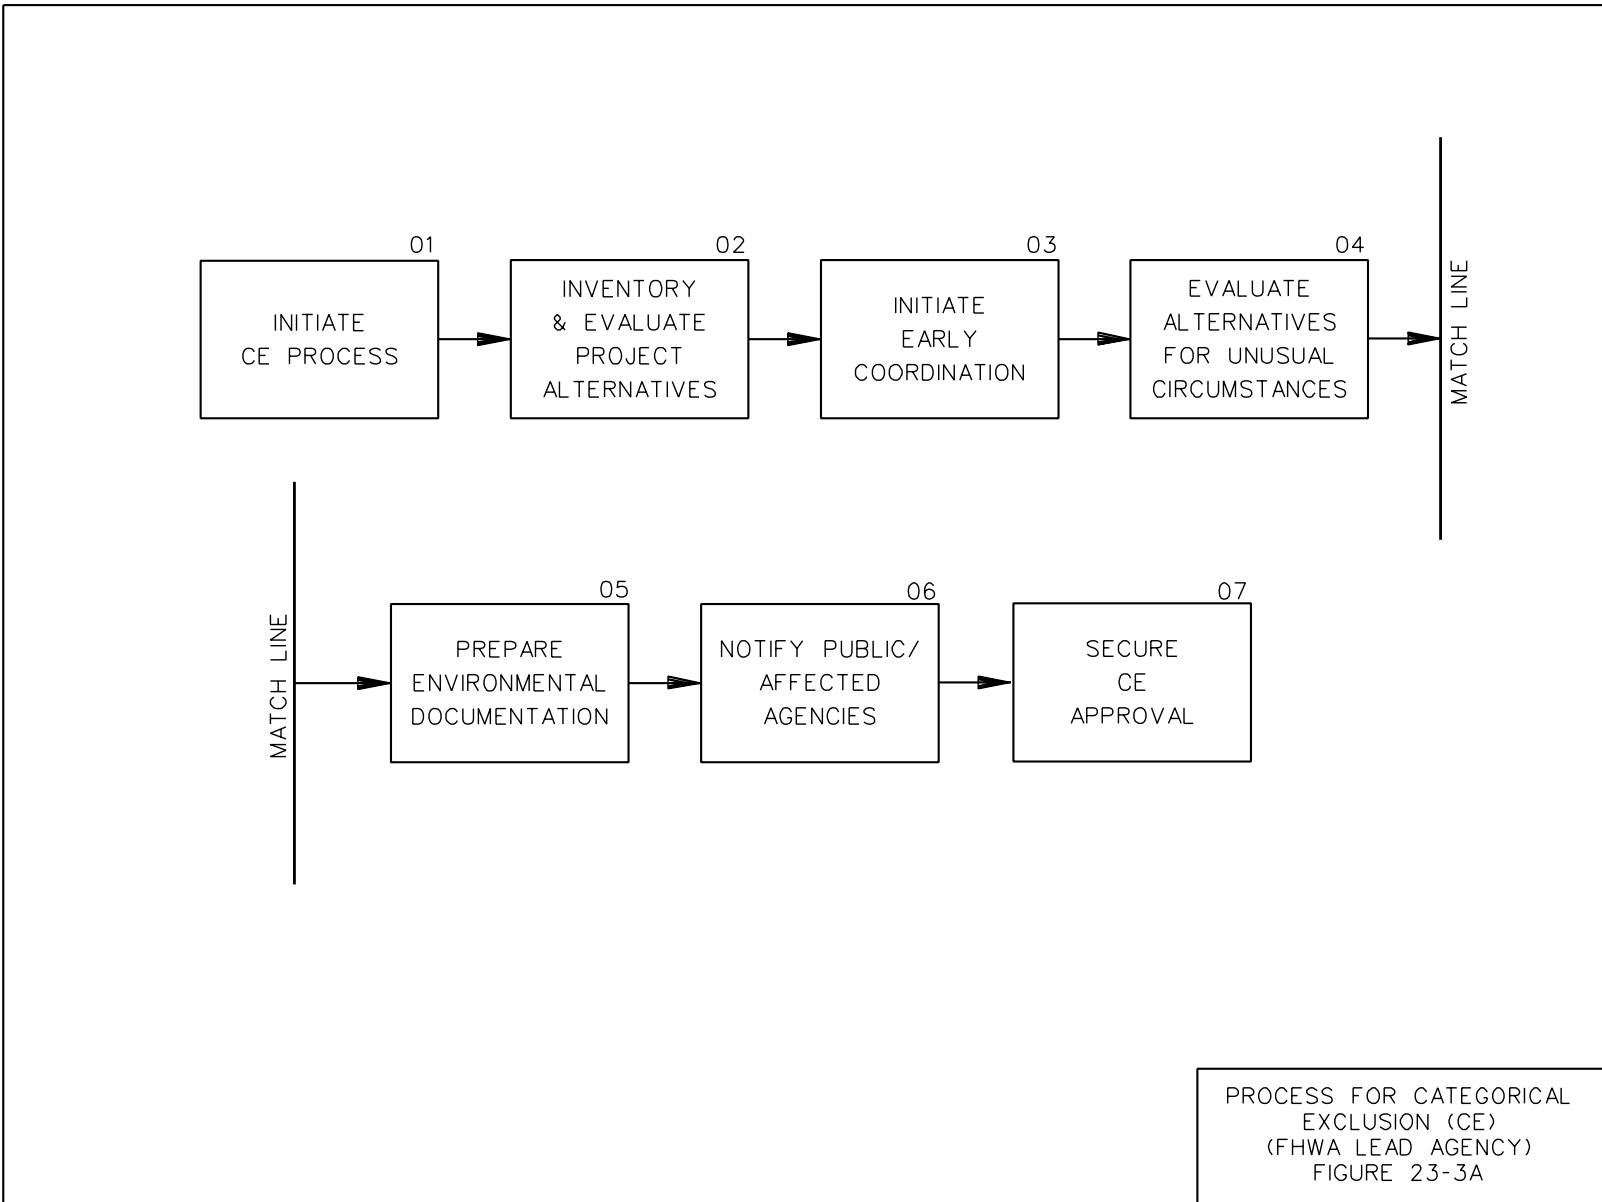 01
INITIATE
CE PROCESS
02
INVENTORY
& EVALUATE
PROJECT
ALTERNATIVES
03
INITIATE
EARLY
COORDINATION
04
EVALUATE
ALTERNATIVES
FOR UNUSUAL
CIRCUMSTANCES
MATCH LINE
MATCH LINE
05
PREPARE
ENVIRONMENTAL
DOCUMENTATION
06
NOTIFY PUBLIC/
AFFECTED
AGENCIES
07
SECURE
CE
APPROVAL
PROCESS FOR CATEGORICAL
EXCLUSION (CE)
(FHWA LEAD AGENCY)
FIGURE 23-3A